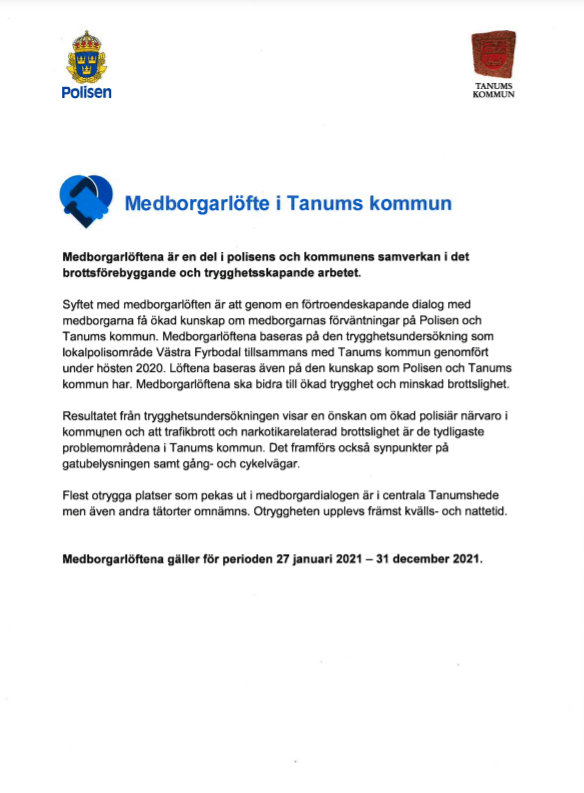 Polisen
TANUMS
KOMMUN
Medborgarlöfte i Tanums kommun
Medborgarlöftena är en del i polisens och kommunens samverkan i det
brottsförebyggande och trygghetsskapande arbetet.
Syftet med medborgarlöften är att genom en förtroendeskapande dialog med
medborgarna få ökad kunskap om medborgarnas förväntningar på Polisen och
Tanums kommun. Medborgarlöftena baseras på den trygghetsundersökning som
lokalpolisområde Västra Fyrbodal tillsammans med Tanums kommun genomfört
under hösten 2020. Löftena baseras även på den kunskap som Polisen och Tanums
kommun har. Medborgarlöftena ska bidra till ökad trygghet och minskad brottslighet.
Resultatet från trygghetsundersökningen visar en önskan om ökad polisiär närvaro i
kommunen och att trafikbrott och narkotikarelaterad brottslighet är de tydligaste
problemområdena i Tanums kommun. Det framförs också synpunkter på
gatubelysningen samt gång- och cykelvägar.
Flest otrygga platser som pekas ut i medborgardialogen är i centrala Tanumshede
men även andra tätorter omnämns. Otryggheten upplevs främst kvälls- och nattetid.
Medborgarlöftena gäller för perioden 27 januari 2021 – 31 december 2021.